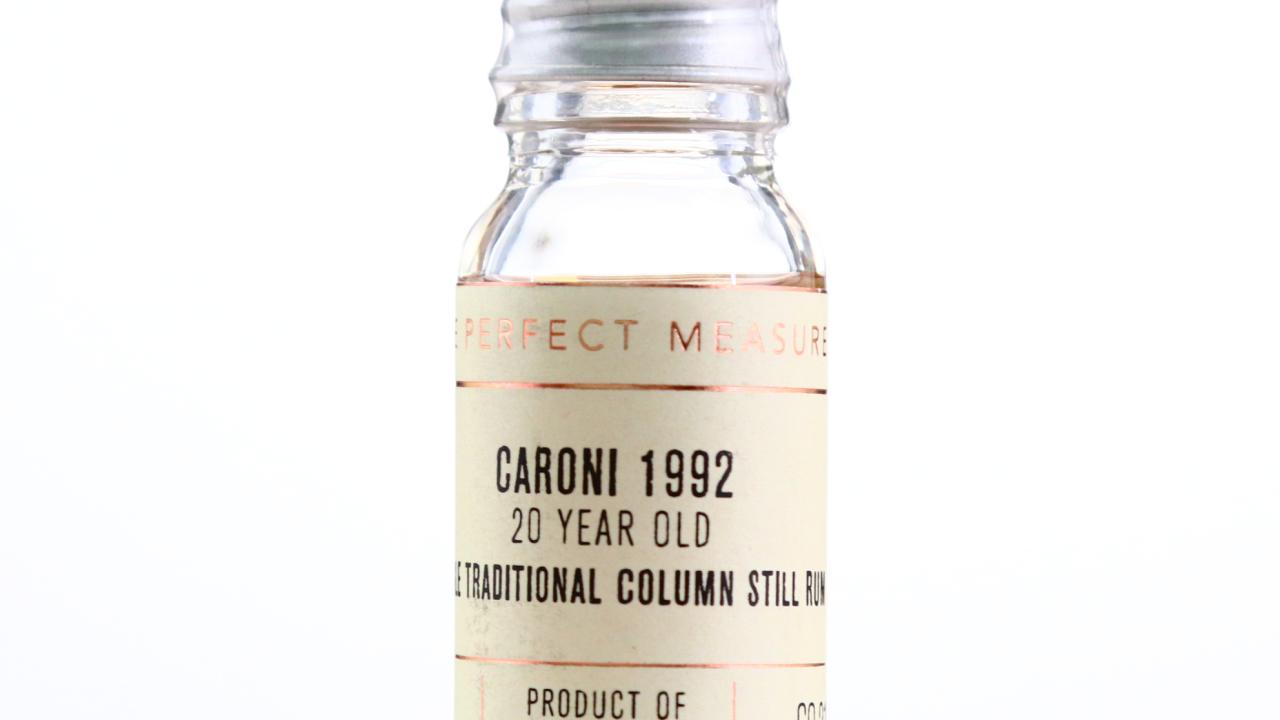 PERFECT MEASURE
CARONI 1992
20 YEAR OLD
TRADITIONAL COLUMN STILL RUM
PRODUCT OF